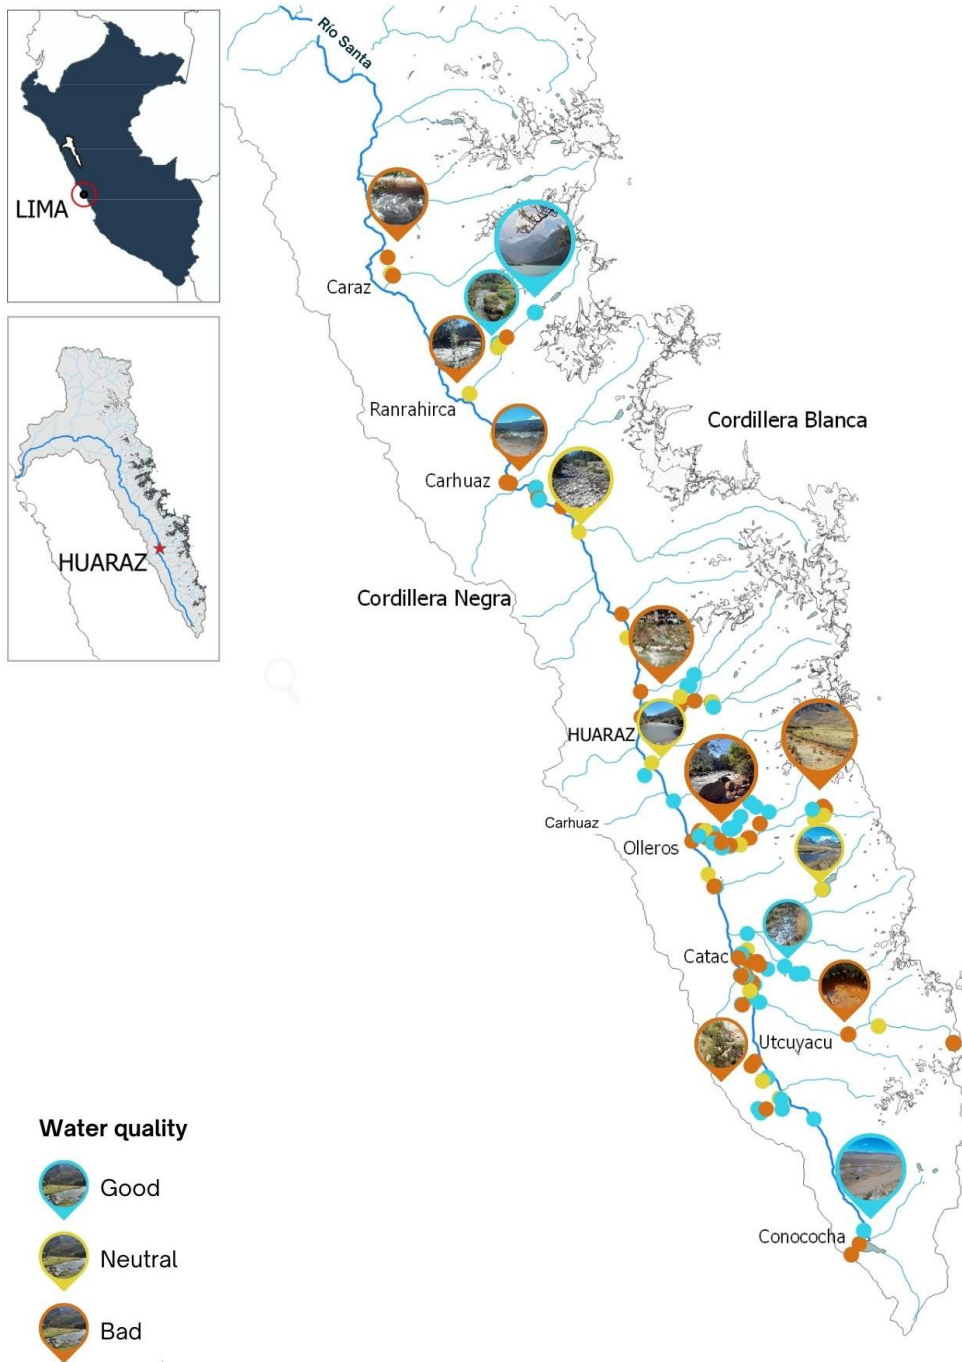 LIMA
HUARAZ
Río Santa
Caraz
Ranrahirca
Cordillera Blanca
Carhuaz
Cordillera Negra
HUARAZ
Carhuaz
Olleros
Catac
Utcuyacu
Conococha
Water quality
Good
Neutral
Bad